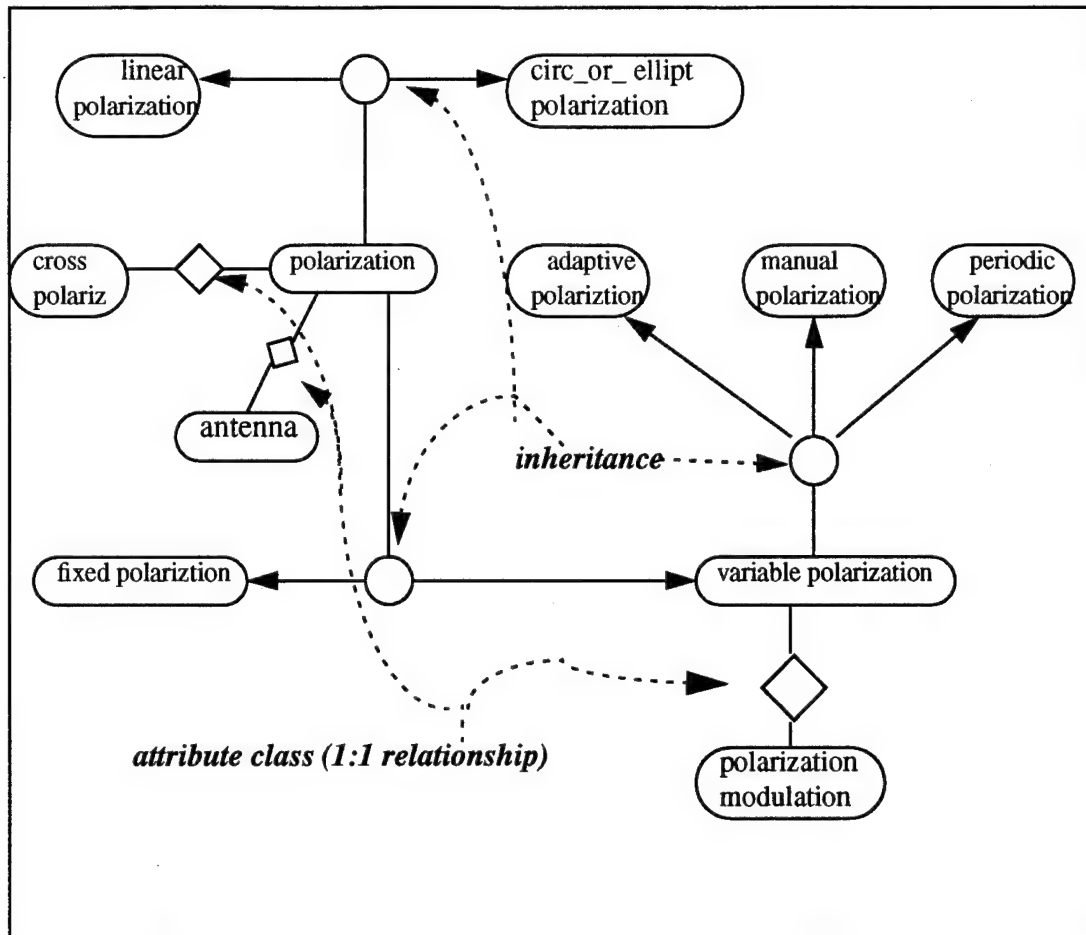 linear
polarization
circ_or_ ellipt
polarization
cross
polariz
polarization
adaptive
polariztion
manual
polarization
periodic
polarization
antenna
inheritance
fixed polariztion
variable polarization
attribute class (1:1 relationship)
polarization
modulation